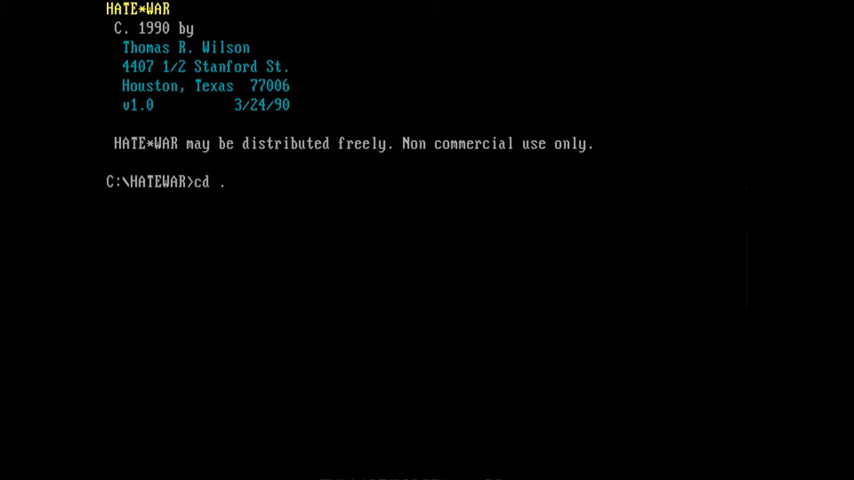 HATE*WAR
C. 1990 by
Thomas R. Wilson
4407 1/2 Stanford St.
Houston, Texas  77006
v1.0          3/24/90
HATE*WAR may be distributed freely. Non commercial use only.
C:\HATEWAR>cd .